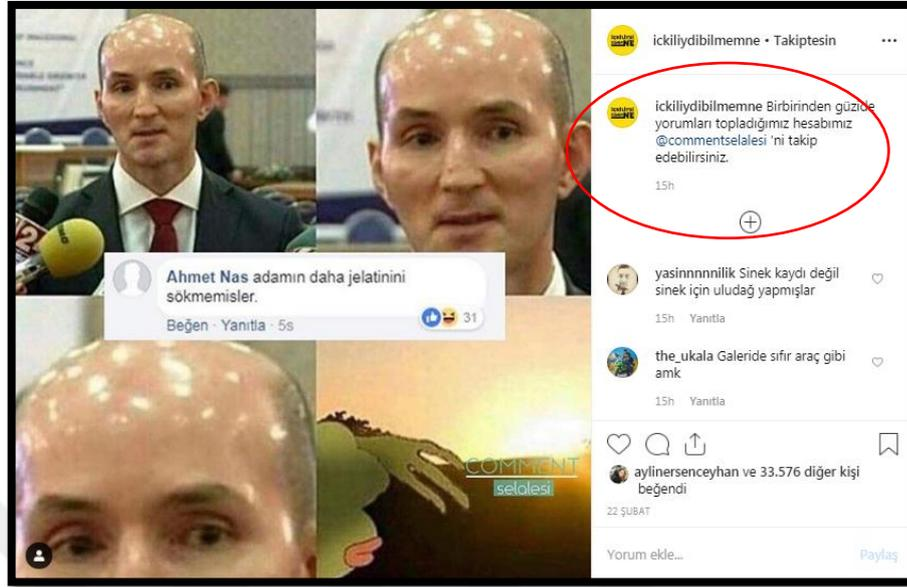 ickiliydibilmemne • Takiptesin
ickiliydibilmemne Birbirinden güzide
yorumları topladığımız hesabımız
@commentselalesi 'ni takip
edebilirsiniz.
15h
yasinnnnnilik Sinek kaydı değil
sinek için uludağ yapmışlar
15h Yanıtla
the_ukala Galeride sıfır araç gibi
amk
15h Yanıtla
aylinersenceyhan ve 33.576 diğer kişi
beğendi
22 ŞUBAT
Yorum ekle... Paylaş
Ahmet Nas adamın daha jelatinini
sökmemisler.
Beğen · Yanıtla · 5s
31
COMMENT
selalesi